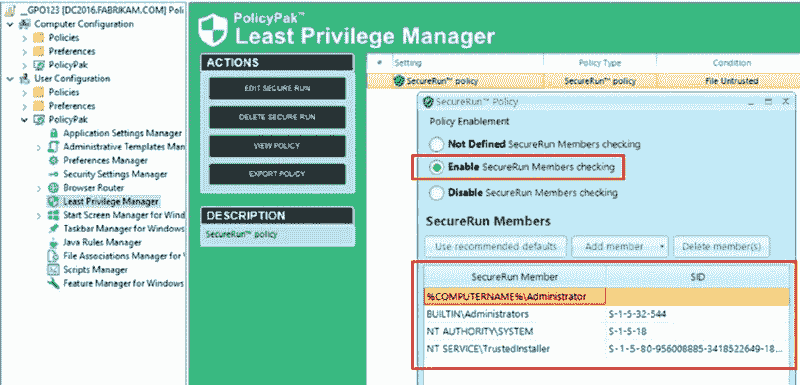 __GPO123 [DC2016.FABRIKAM.COM] Poli
Computer Configuration
Policies
Preferences
PolicyPak
User Configuration
Policies
Preferences
PolicyPak
Application Settings Manager
Administrative Templates Man
Preferences Manager
Security Settings Manager
Browser Router
Least Privilege Manager
Start Screen Manager for Wind
Taskbar Manager for Windows
Java Rules Manager
File Associations Manager for V
Scripts Manager
Feature Manager for Windows
PolicyPak™
Least Privilege Manager
ACTIONS
EDIT SECURE RUN
DELETE SECURE RUN
VIEW POLICY
EXPORT POLICY
DESCRIPTION
SecureRun™ policy
Setting Policy Type Condition
SecureRun™ policy SecureRun™ policy File Untrusted
SecureRun™ Policy
Policy Enablement
Not Defined SecureRun Members checking
Enable SecureRun Members checking
Disable SecureRun Members checking
SecureRun Members
Use recommended defaults Add member Delete member(s)
SecureRun Member SID
%COMPUTERNAME%\Administrator
BUILTIN\Administrators S-1-5-32-544
NT AUTHORITY\SYSTEM S-1-5-18
NT SERVICE\TrustedInstaller S-1-5-80-956008885-3418522649-18...